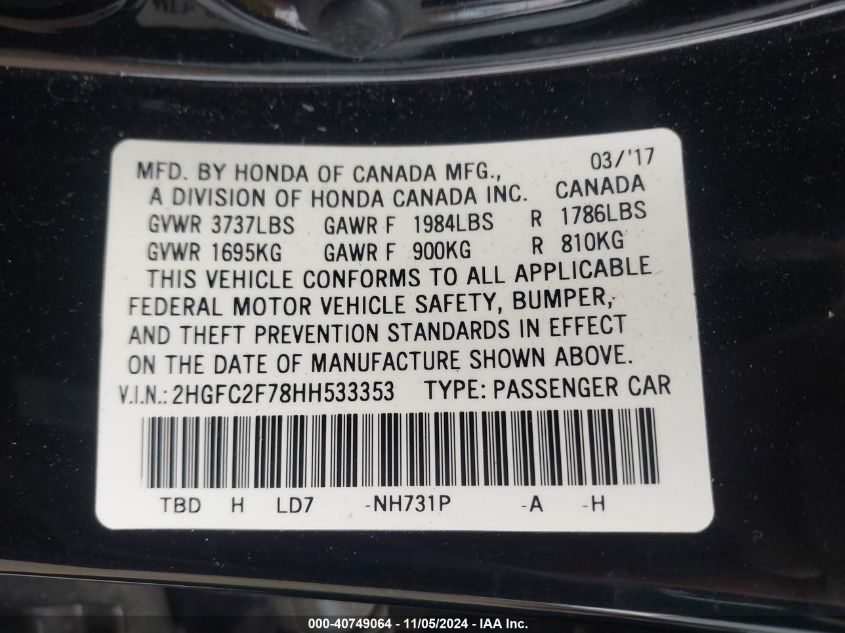 MFD. BY HONDA OF CANADA MFG., 03/'17
A DIVISION OF HONDA CANADA INC. CANADA
GVWR 3737LBS GAWR F 1984LBS R 1786LBS
GVWR 1695KG GAWR F 900KG R 810KG
THIS VEHICLE CONFORMS TO ALL APPLICABLE
FEDERAL MOTOR VEHICLE SAFETY, BUMPER,
AND THEFT PREVENTION STANDARDS IN EFFECT
ON THE DATE OF MANUFACTURE SHOWN ABOVE.
V.I.N.: 2HGFC2F78HH533353 TYPE: PASSENGER CAR
TBD H LD7 -NH731P -A -H
000-40749064 - 11/05/2024 - IAA Inc.